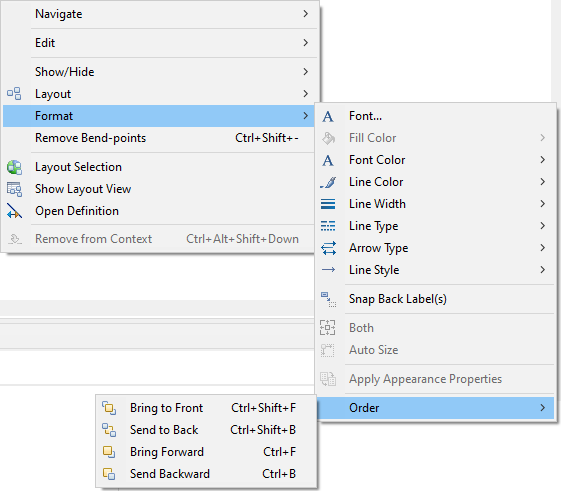 Navigate
Edit
Show/Hide
Layout
Format
Remove Bend-points Ctrl+Shift+-
Layout Selection
Show Layout View
Open Definition
Remove from Context Ctrl+Alt+Shift+Down
Font...
Fill Color
Font Color
Line Color
Line Width
Line Type
Arrow Type
Line Style
Snap Back Label(s)
Both
Auto Size
Apply Appearance Properties
Order
Bring to Front Ctrl+Shift+F
Send to Back Ctrl+Shift+B
Bring Forward Ctrl+F
Send Backward Ctrl+B